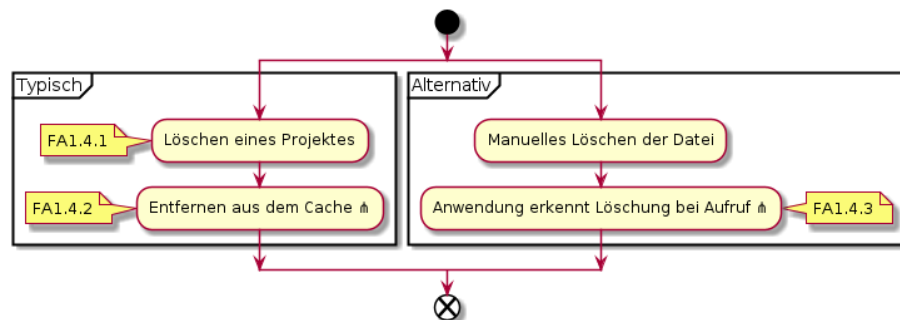 Typisch
Alternativ
FA1.4.1
Löschen eines Projektes
Manuelles Löschen der Datei
FA1.4.2
Entfernen aus dem Cache ⋔
Anwendung erkennt Löschung bei Aufruf ⋔
FA1.4.3